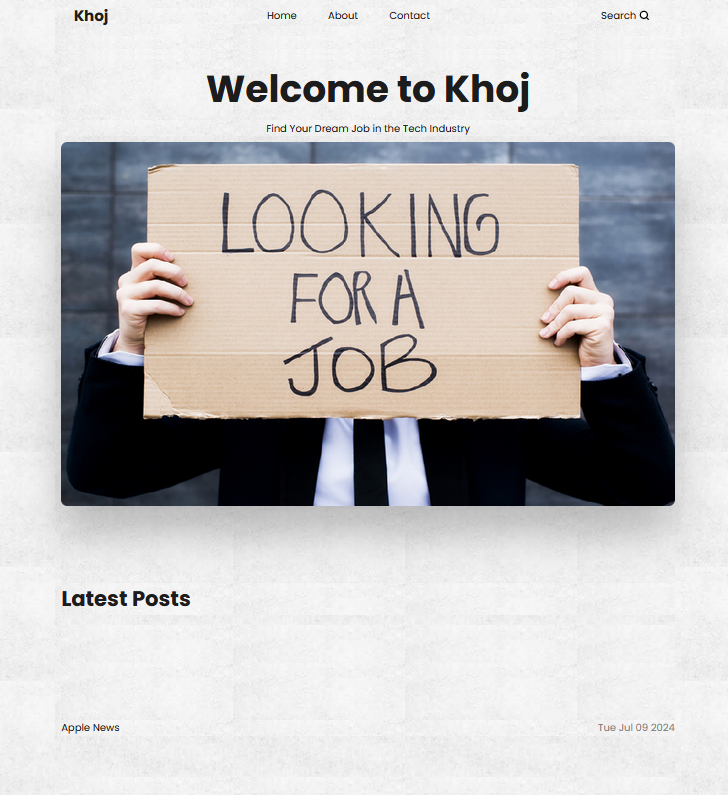 Khoj
Home About Contact
Search
Welcome to Khoj
Find Your Dream Job in the Tech Industry
LOOKING
FOR A
JOB
Latest Posts
Apple News
Tue Jul 09 2024